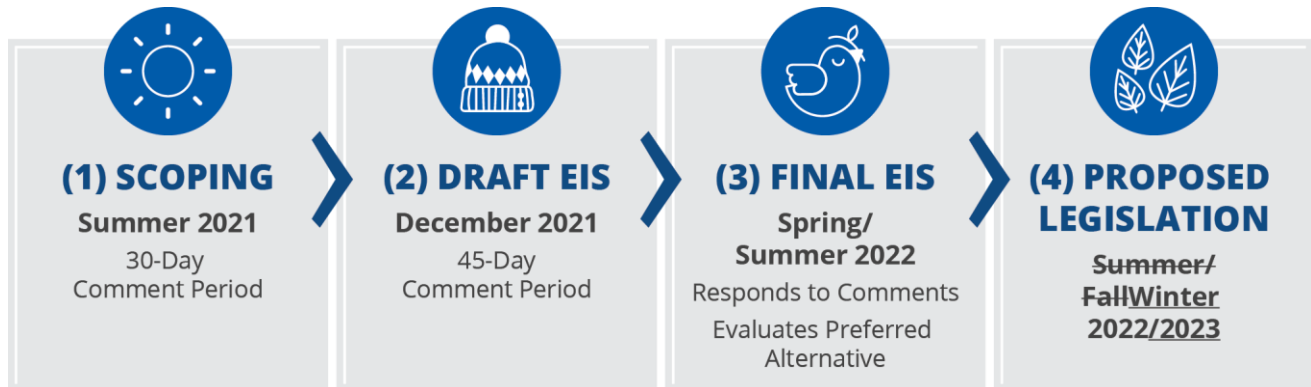 (1) SCOPING
Summer 2021
30-Day
Comment Period
(2) DRAFT EIS
December 2021
45-Day
Comment Period
(3) FINAL EIS
Spring/
Summer 2022
Responds to Comments
Evaluates Preferred
Alternative
(4) PROPOSED
LEGISLATION
Summer/
FallWinter
2022/2023